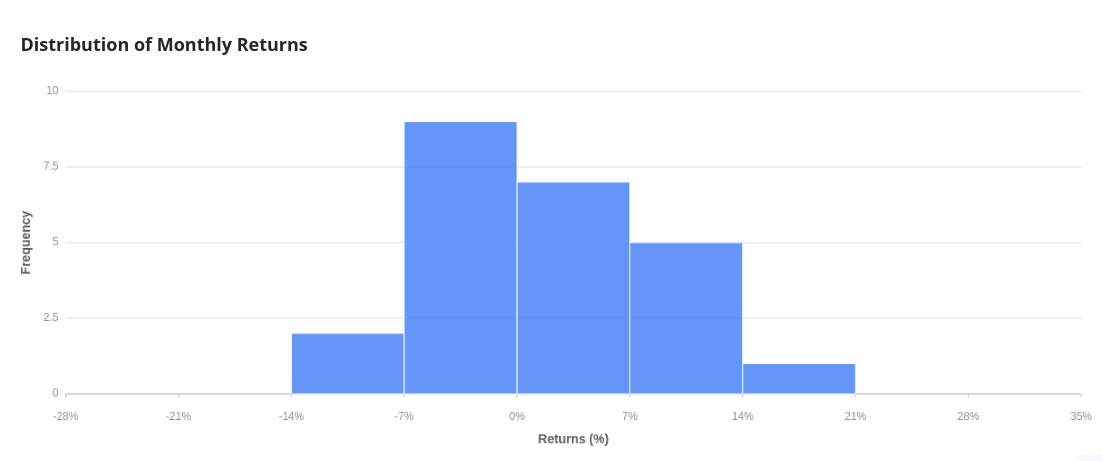 Distribution of Monthly Returns
10
7.5
5
2.5
0
Frequency
-28% -21% -14% -7% 0% 7% 14% 21% 28% 35%
Returns (%)